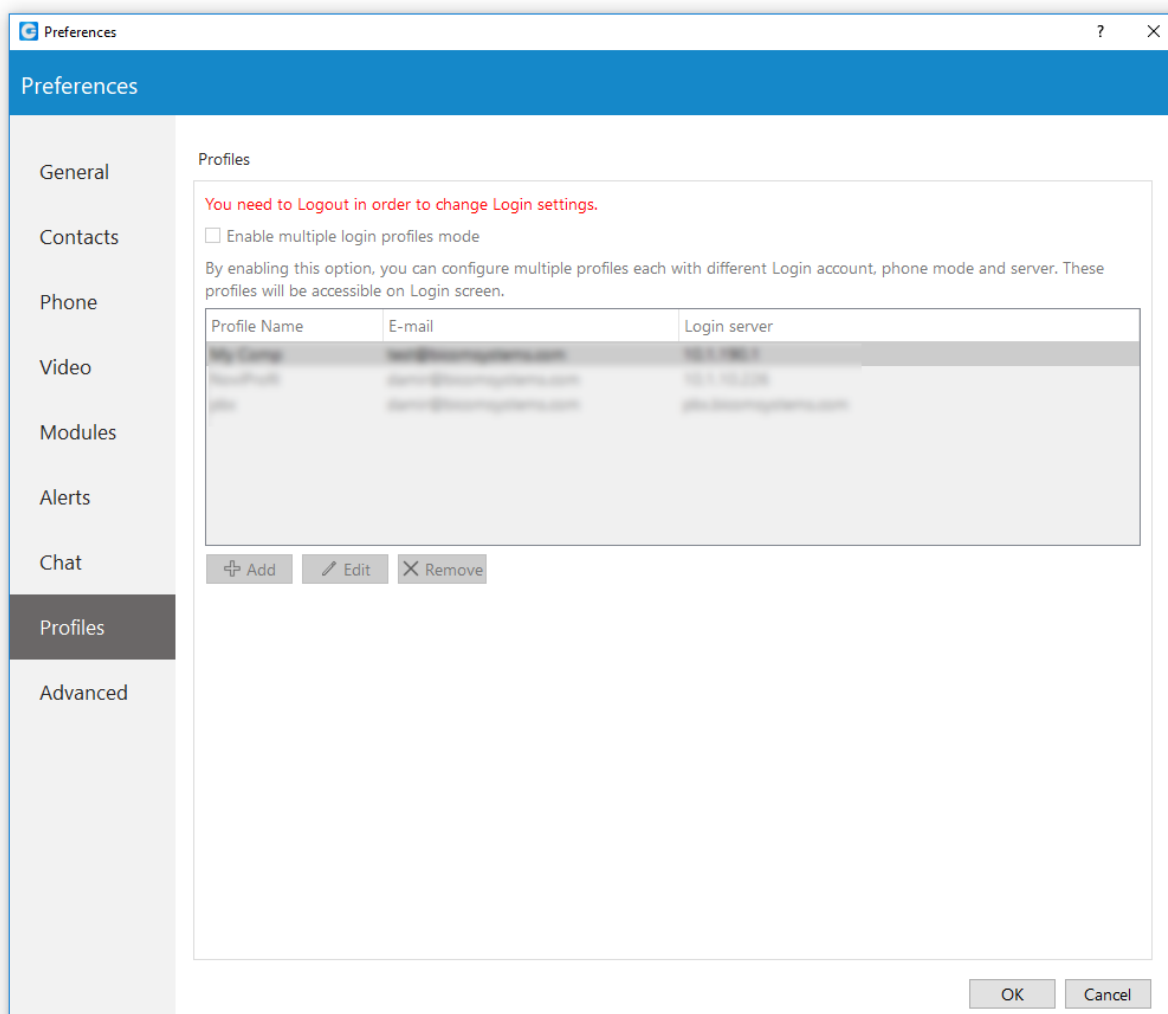 Preferences
?
Preferences
General
Contacts
Phone
Video
Modules
Alerts
Chat
Profiles
Advanced
Profiles
You need to Logout in order to change Login settings.
Enable multiple login profiles mode
By enabling this option, you can configure multiple profiles each with different Login account, phone mode and server. These
profiles will be accessible on Login screen.
Profile Name E-mail Login server
Add Edit Remove
OK Cancel